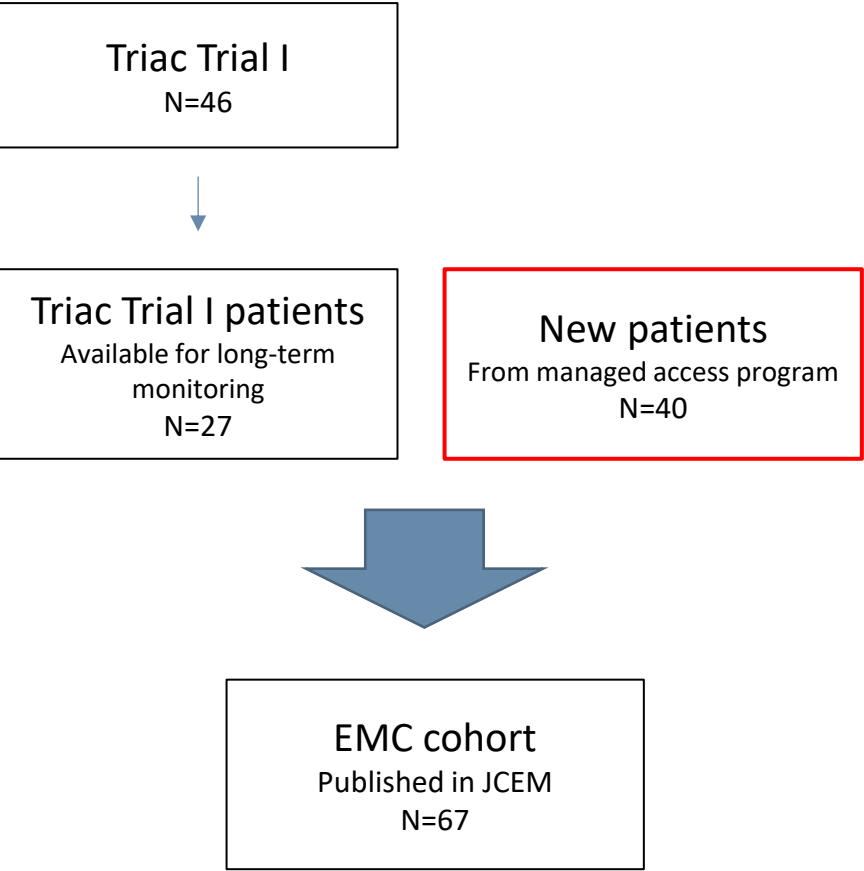 Triac Trial I
N=46
Triac Trial I patients
Available for long-term
monitoring
N=27
New patients
From managed access program
N=40
EMC cohort
Published in JCEM
N=67